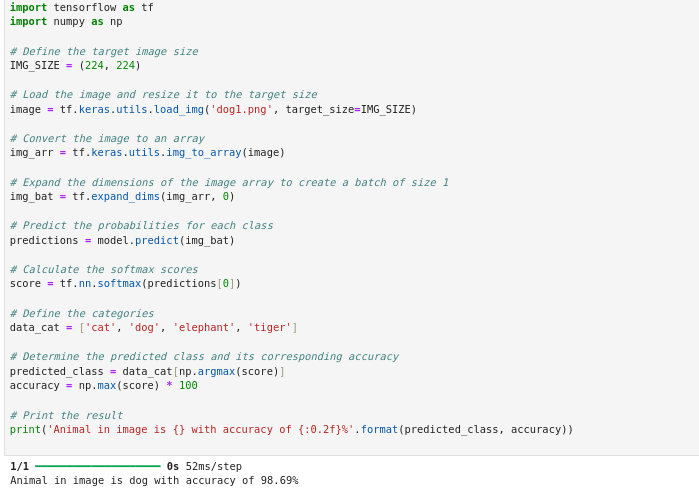 import tensorflow as tf
import numpy as np
# Define the target image size
IMG_SIZE = (224, 224)
# Load the image and resize it to the target size
image = tf.keras.utils.load_img('dog1.png', target_size=IMG_SIZE)
# Convert the image to an array
img_arr = tf.keras.utils.img_to_array(image)
# Expand the dimensions of the image array to create a batch of size 1
img_bat = tf.expand_dims(img_arr, 0)
# Predict the probabilities for each class
predictions = model.predict(img_bat)
# Calculate the softmax scores
score = tf.nn.softmax(predictions[0])
# Define the categories
data_cat = ['cat', 'dog', 'elephant', 'tiger']
# Determine the predicted class and its corresponding accuracy
predicted_class = data_cat[np.argmax(score)]
accuracy = np.max(score) * 100
# Print the result
print('Animal in image is {} with accuracy of {:0.2f}%'.format(predicted_class, accuracy))
1/1 ━━━━━━━━━━━━━━━━━━━━ 0s 52ms/step
Animal in image is dog with accuracy of 98.69%